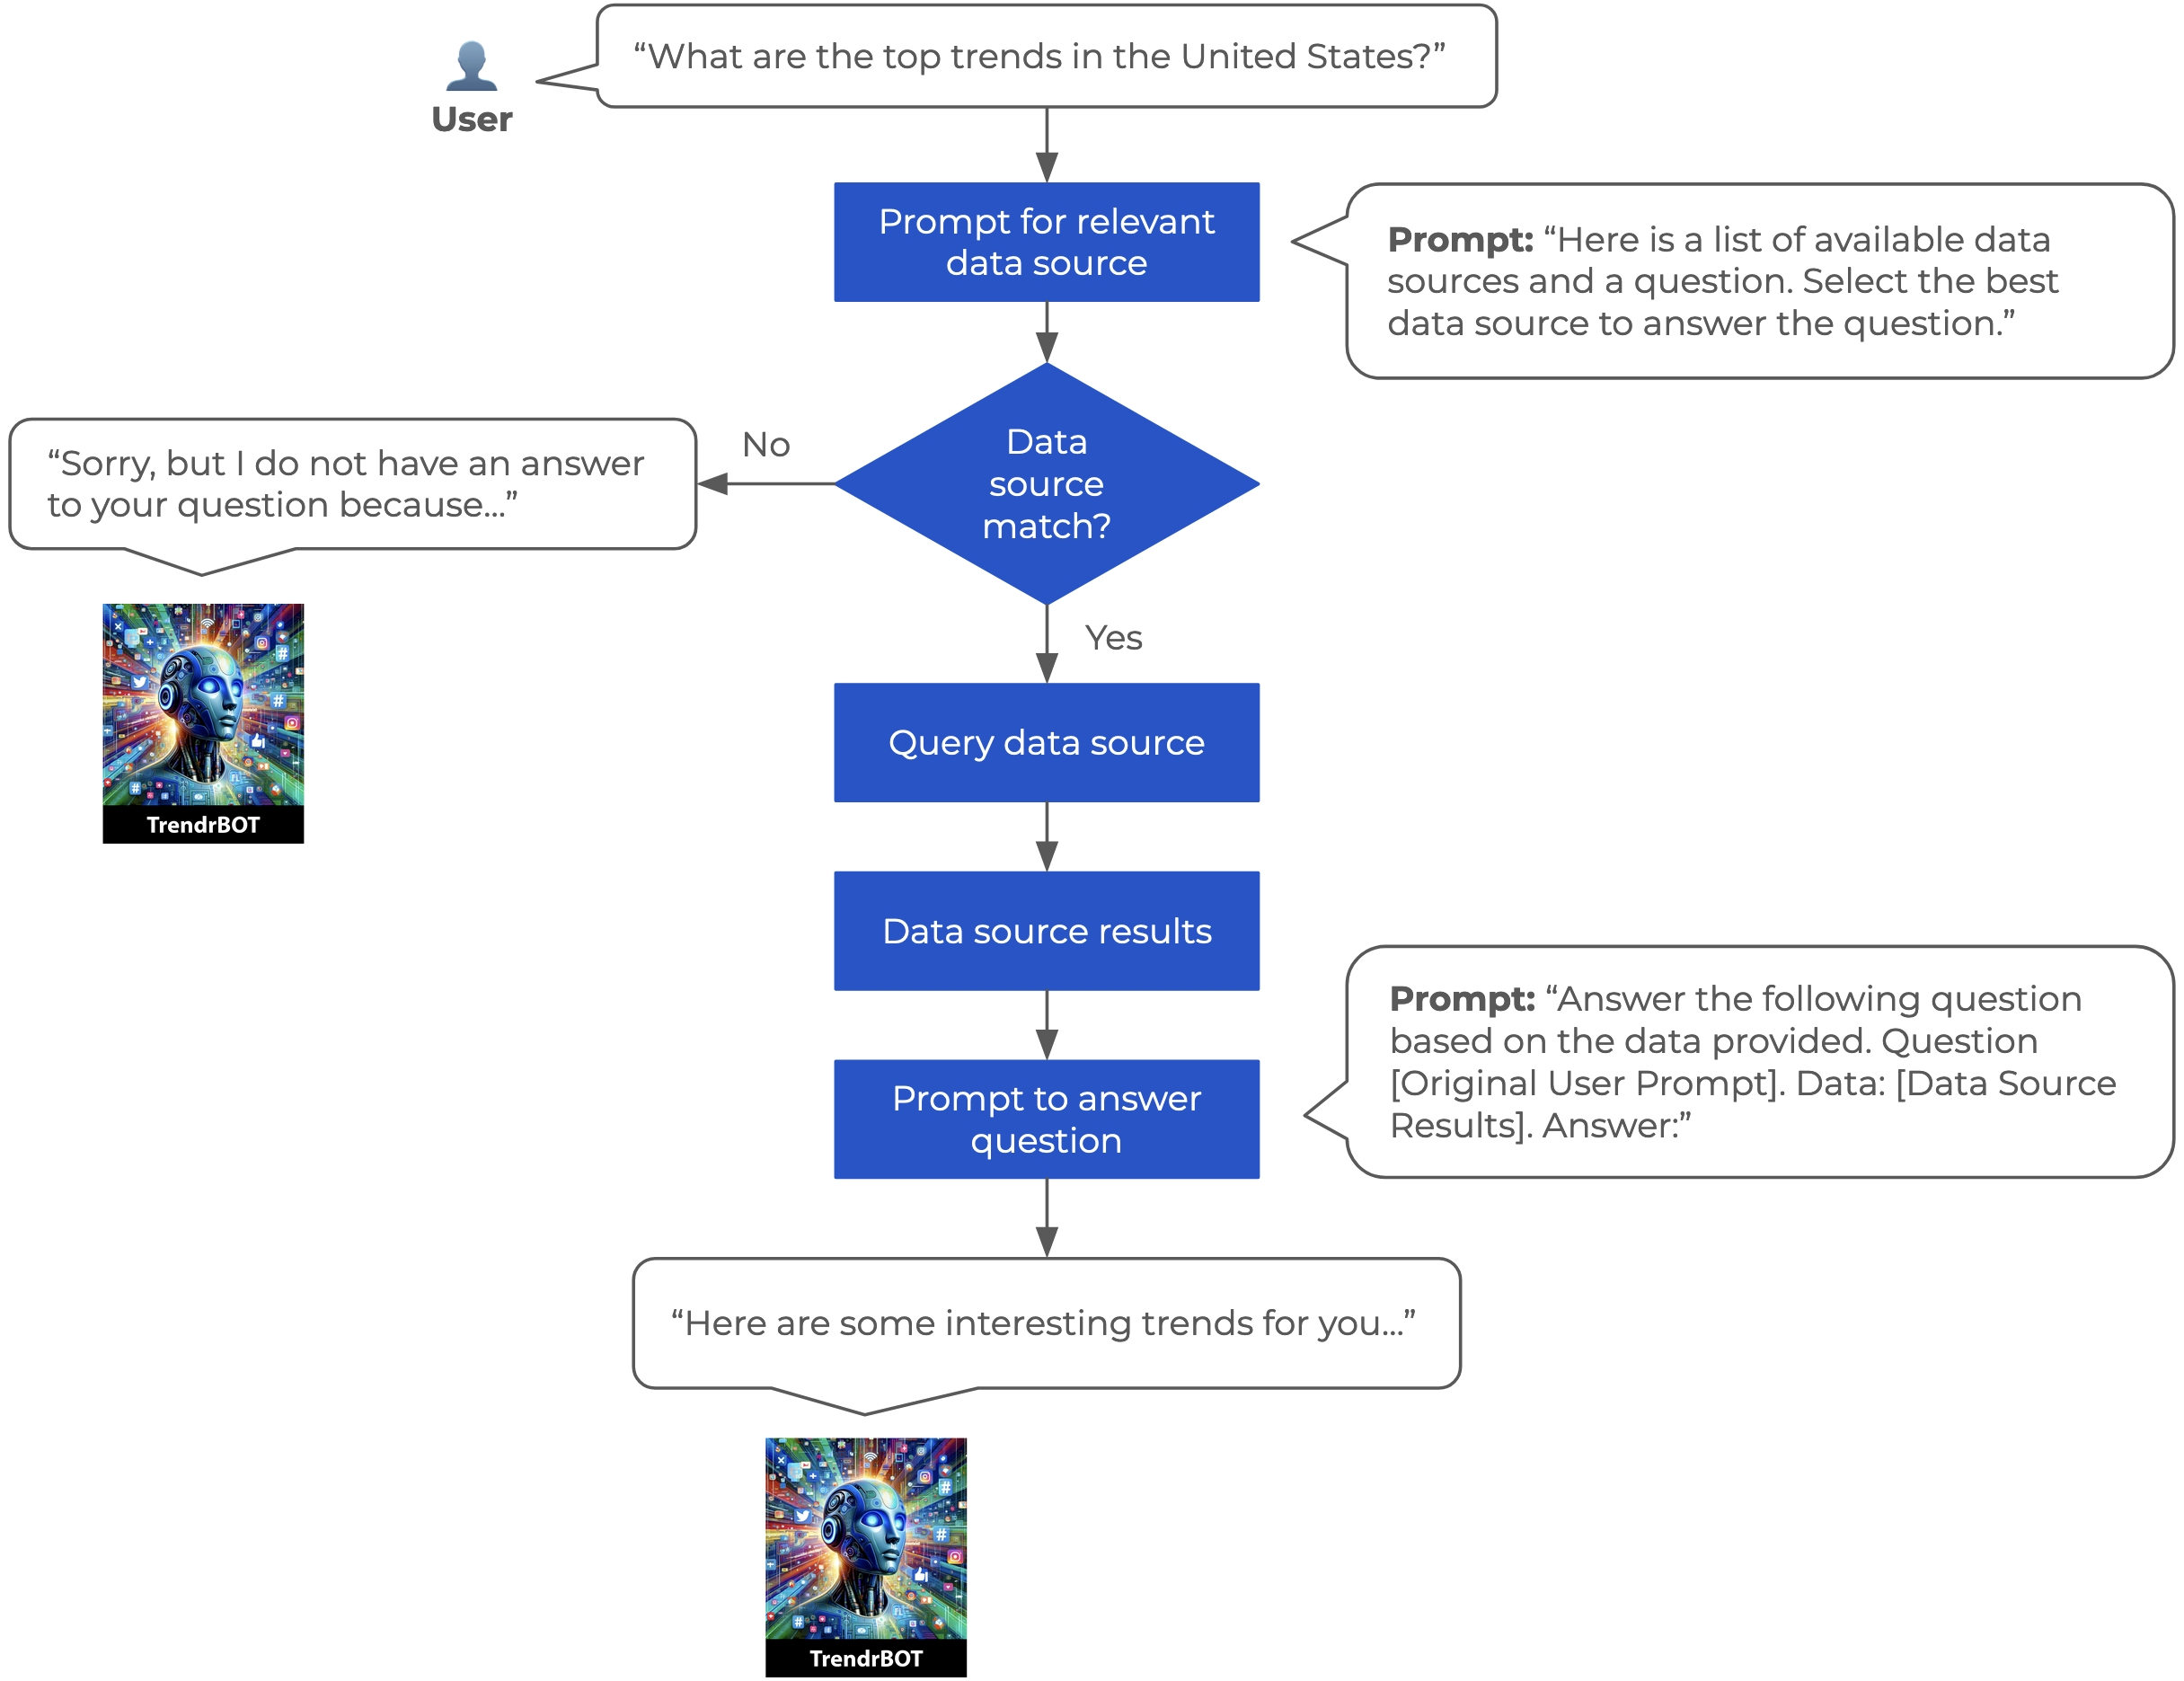 “What are the top trends in the United States?”
User
Prompt for relevant
data source
Prompt: “Here is a list of available data
sources and a question. Select the best
data source to answer the question.”
Data
source
match?
No
“Sorry, but I do not have an answer
to your question because...”
TrendrBOT
Yes
Query data source
Data source results
Prompt to answer
question
Prompt: “Answer the following question
based on the data provided. Question
[Original User Prompt]. Data: [Data Source
Results]. Answer:”
“Here are some interesting trends for you...”
TrendrBOT